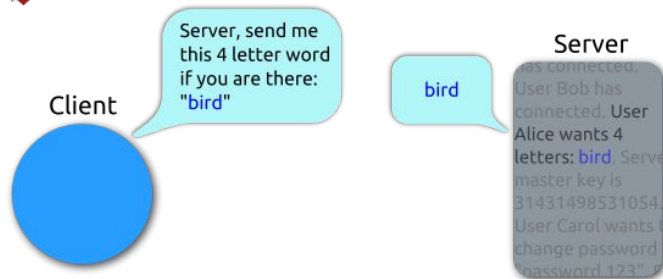 Client
Server, send me
this 4 letter word
if you are there:
"bird"
bird
Server
has connected.
User Bob has
connected. User
Alice wants 4
letters: bird. Serve
master key is
31431498531054.
User Carol wants t
change password
"password 123".